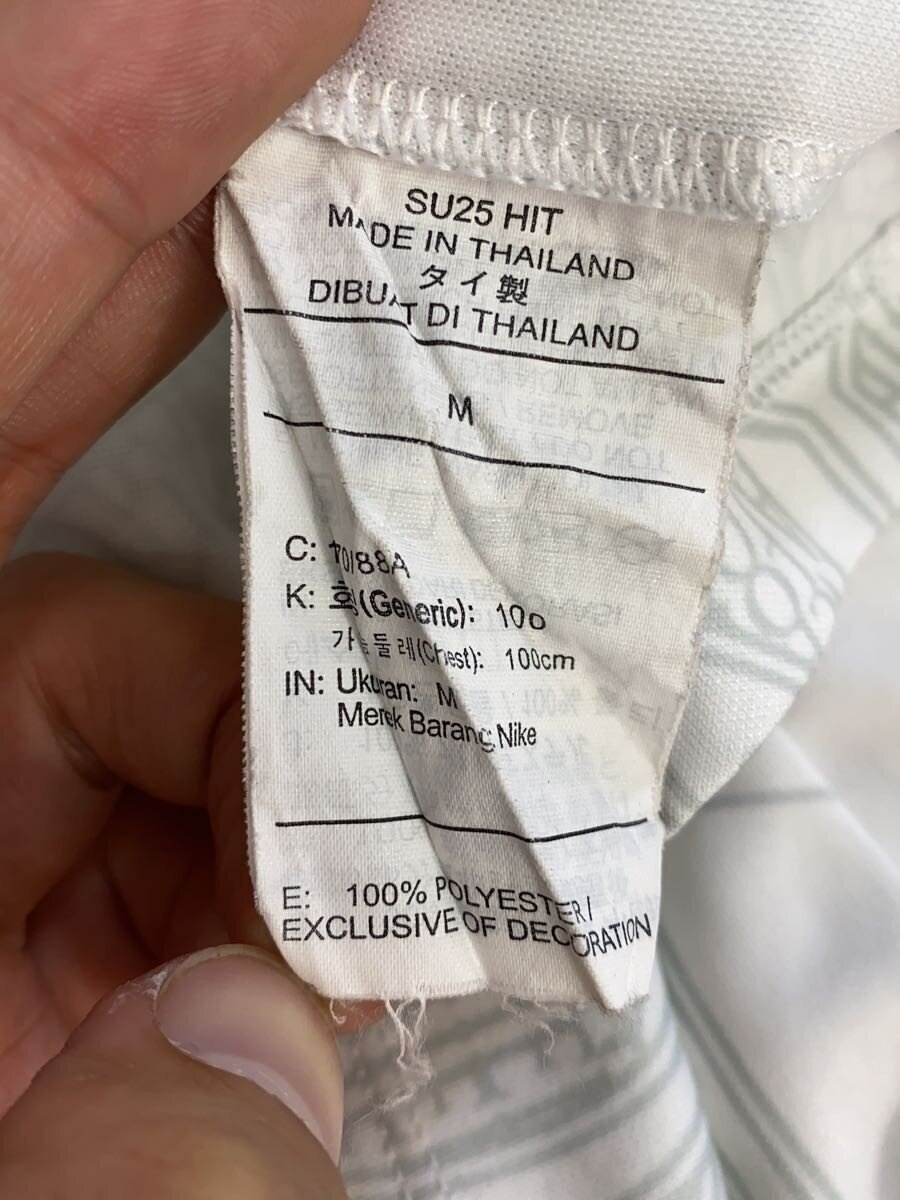 SU25 HIT
MADE IN THAILAND
タイ製
DIBUAT DI THAILAND
M
C: 170/88A
K: 호칭(Generic): 100
가슴둘레(Chest): 100cm
IN: Ukuran: M
Merek Barang: Nike
E: 100% POLYESTER/
EXCLUSIVE OF DECORATION